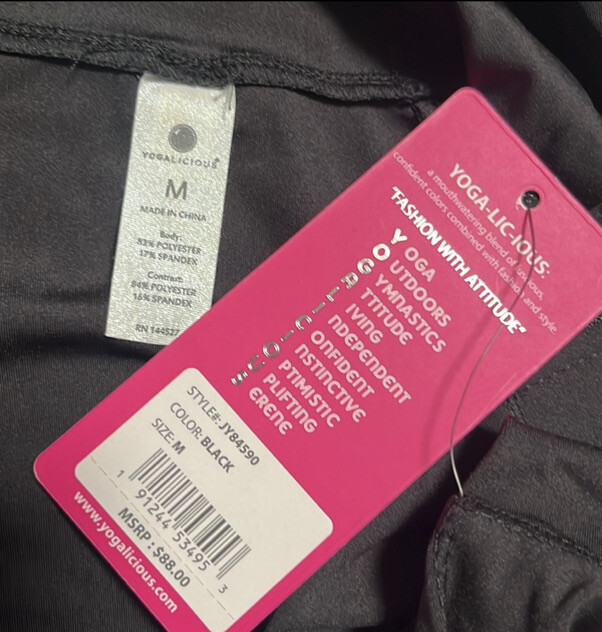 YOGALICIOUS
M
MADE IN CHINA
Body:
83% POLYESTER
17% SPANDEX
Contrast:
84% POLYESTER
16% SPANDEX
RN 144527
YOGA·LIC·IOUS:
a mouthwatering blend of luscious,
confident colors combined with fashion and style.
"FASHION WITH ATTITUDE"
YOGA
OUTDOORS
GYMNASTICS
ATTITUDE
LIVING
INDEPENDENT
CONFIDENT
INSTINCTIVE
OPTIMISTIC
UPLIFTING
SERENE
STYLE#: JY84590
COLOR: BLACK
SIZE: M
1 91244 53495 3
MSRP : $88.00
www.yogalicious.com